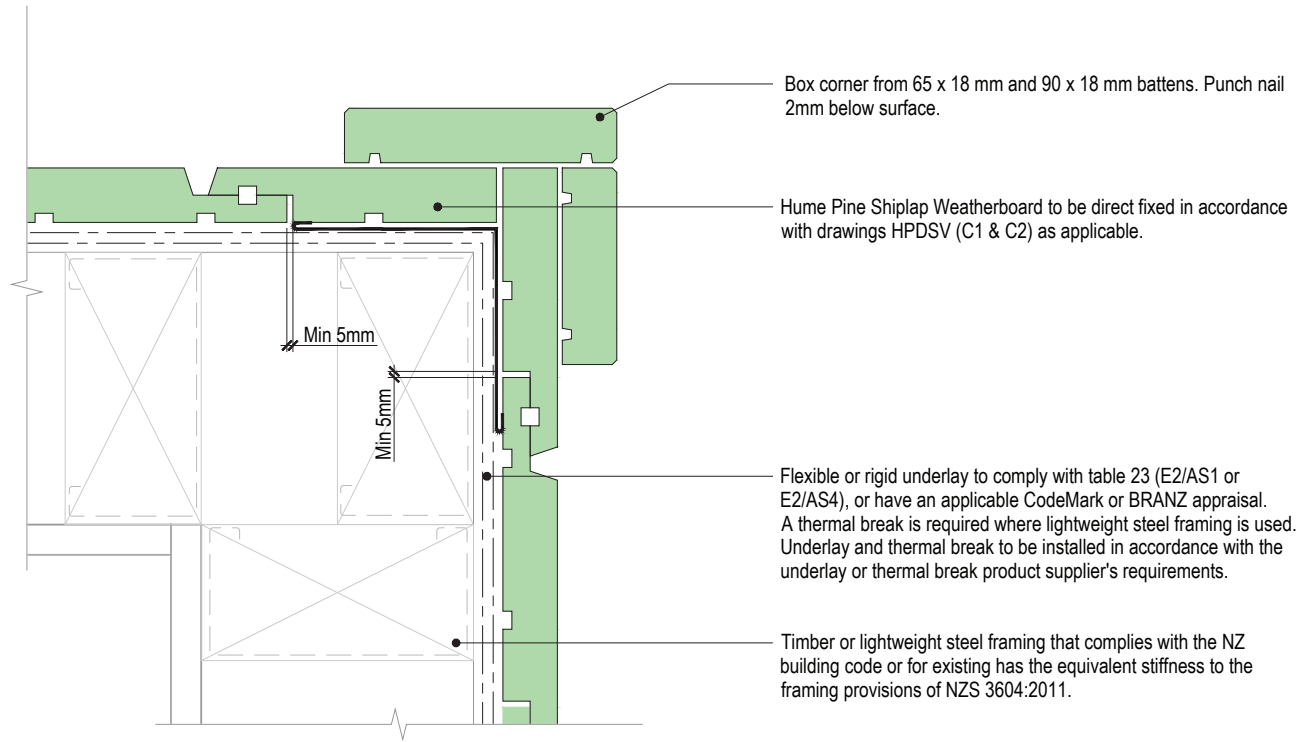 Box corner from 65 x 18 mm and 90 x 18 mm battens. Punch nail
2mm below surface.
Hume Pine Shiplap Weatherboard to be direct fixed in accordance
with drawings HPDSV (C1 & C2) as applicable.
Min 5mm
Min 5mm
Flexible or rigid underlay to comply with table 23 (E2/AS1 or
E2/AS4), or have an applicable CodeMark or BRANZ appraisal.
A thermal break is required where lightweight steel framing is used.
Underlay and thermal break to be installed in accordance with the
underlay or thermal break product supplier's requirements.
Timber or lightweight steel framing that complies with the NZ
building code or for existing has the equivalent stiffness to the
framing provisions of NZS 3604:2011.